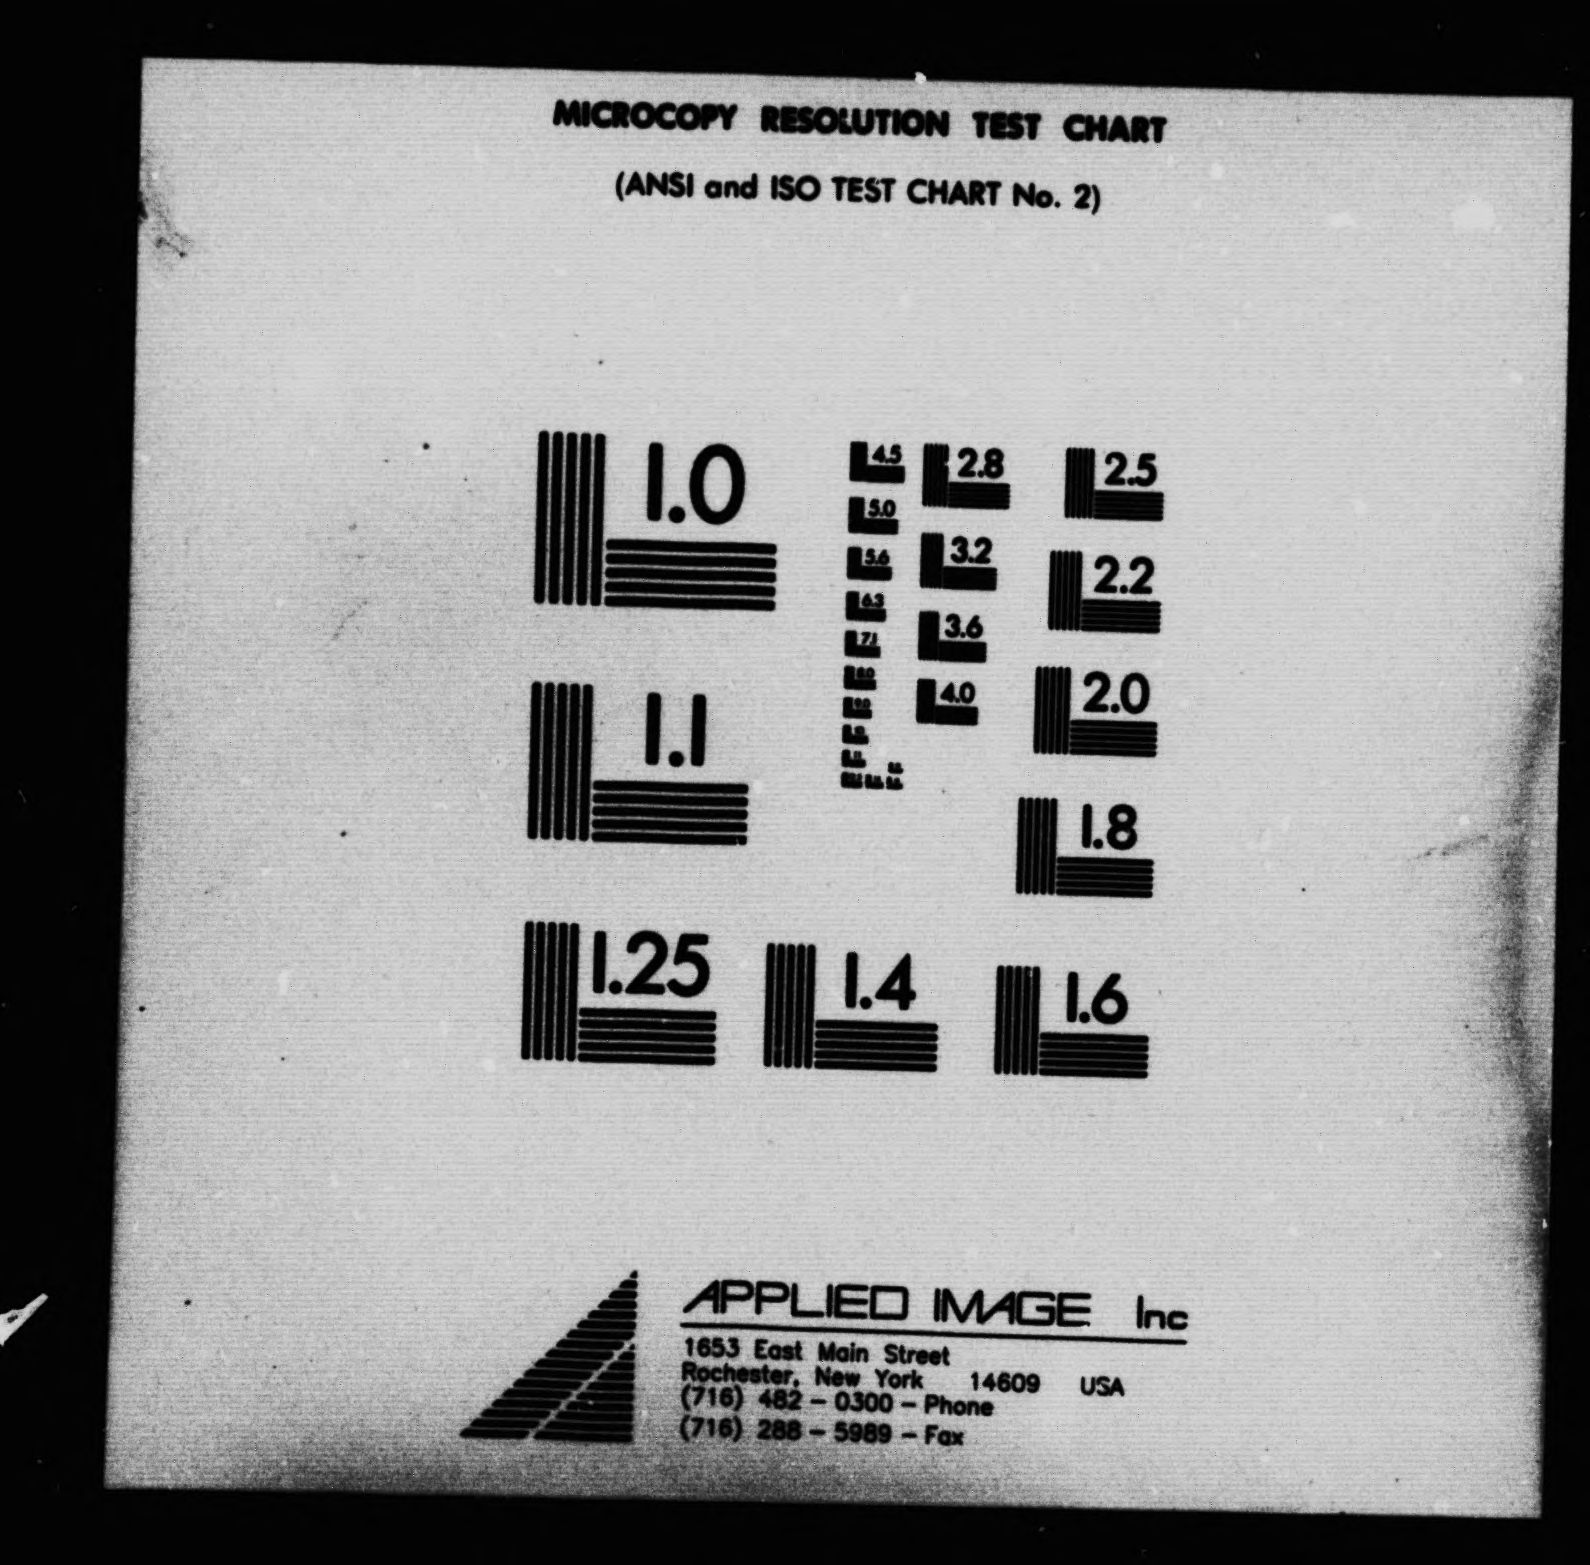 MICROCOPY RESOLUTION TEST CHART
(ANSI and ISO TEST CHART No. 2)
1.0
4.5
2.8
2.5
5.0
3.2
2.2
5.6
6.3
3.6
7.1
8.0
4.0
2.0
9.0
1.1
1.8
1.25
1.4
1.6
APPLIED IMAGE Inc
1653 East Main Street
Rochester, New York 14609 USA
(716) 482 - 0300 - Phone
(716) 288 - 5989 - Fax